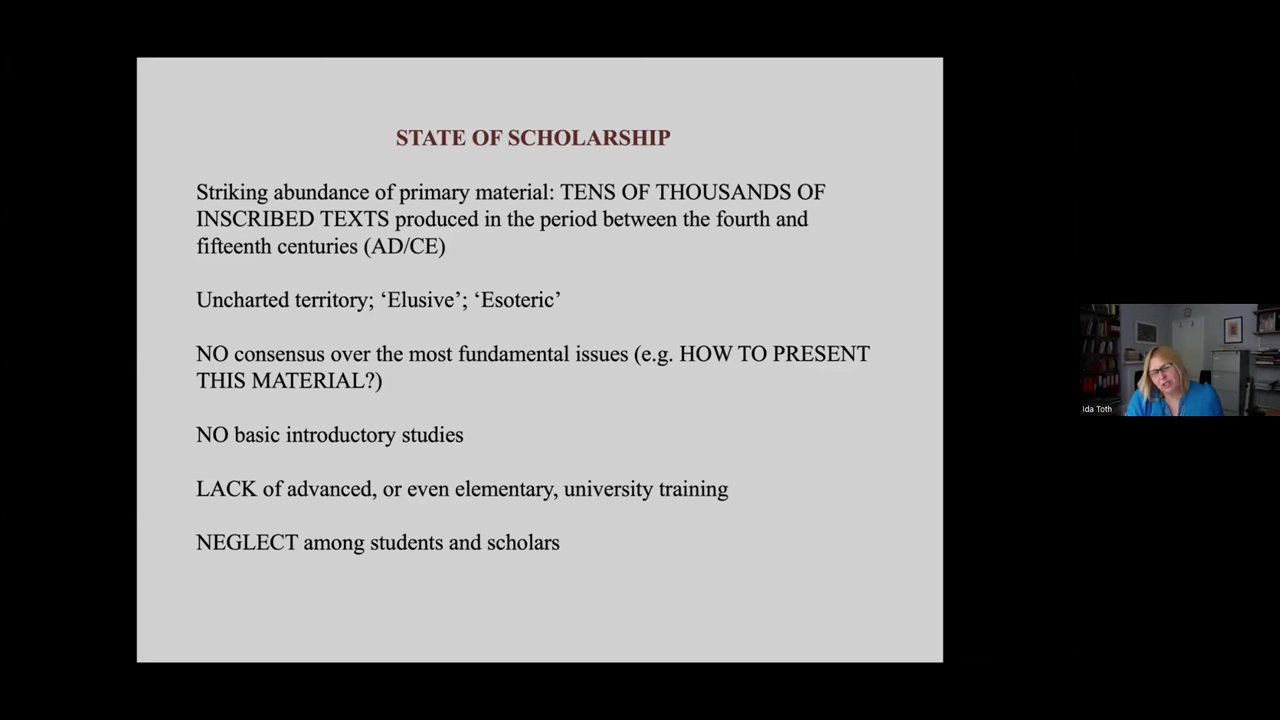 STATE OF SCHOLARSHIP
Striking abundance of primary material: TENS OF THOUSANDS OF
INSCRIBED TEXTS produced in the period between the fourth and
fifteenth centuries (AD/CE)
Uncharted territory; ‘Elusive’; ‘Esoteric’
NO consensus over the most fundamental issues (e.g. HOW TO PRESENT
THIS MATERIAL?)
NO basic introductory studies
LACK of advanced, or even elementary, university training
NEGLECT among students and scholars
Ida Toth